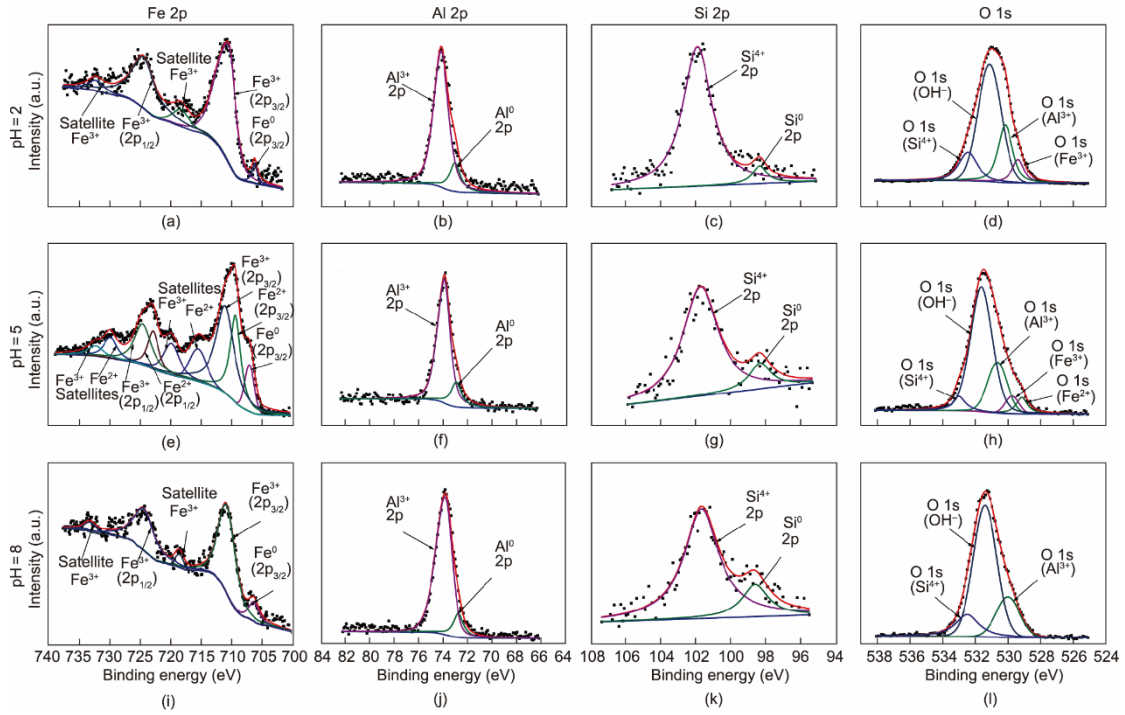 Fe 2p
Al 2p
Si 2p
O 1s
pH = 2
Intensity (a.u.)
Satellite
Fe³⁺
Fe³⁺
(2p₃/₂)
Fe⁰
(2p₃/₂)
Satellite
Fe³⁺
Fe³⁺
(2p₁/₂)
(a)
Al³⁺
2p
Al⁰
2p
(b)
Si⁴⁺
2p
Si⁰
2p
(c)
O 1s
(OH⁻)
O 1s
(Si⁴⁺)
O 1s
(Al³⁺)
O 1s
(Fe³⁺)
(d)
pH = 5
Intensity (a.u.)
Fe³⁺
(2p₃/₂)
Satellites
Fe³⁺
Fe²⁺
Fe²⁺
(2p₃/₂)
Fe⁰
(2p₃/₂)
Fe³⁺
Fe²⁺
Satellites
Fe³⁺
(2p₁/₂)
Fe²⁺
(2p₁/₂)
(e)
Al³⁺
2p
Al⁰
2p
(f)
Si⁴⁺
2p
Si⁰
2p
(g)
O 1s
(OH⁻)
O 1s
(Si⁴⁺)
O 1s
(Al³⁺)
O 1s
(Fe³⁺)
O 1s
(Fe²⁺)
(h)
pH = 8
Intensity (a.u.)
Satellite
Fe³⁺
Fe³⁺
(2p₃/₂)
Fe⁰
(2p₃/₂)
Satellite
Fe³⁺
Fe³⁺
(2p₁/₂)
740 735 730 725 720 715 710 705 700
Binding energy (eV)
(i)
Al³⁺
2p
Al⁰
2p
84 82 80 78 76 74 72 70 68 66 64
Binding energy (eV)
(j)
Si⁴⁺
2p
Si⁰
2p
108 106 104 102 100 98 96 94
Binding energy (eV)
(k)
O 1s
(OH⁻)
O 1s
(Si⁴⁺)
O 1s
(Al³⁺)
538 536 534 532 530 528 526 524
Binding energy (eV)
(l)